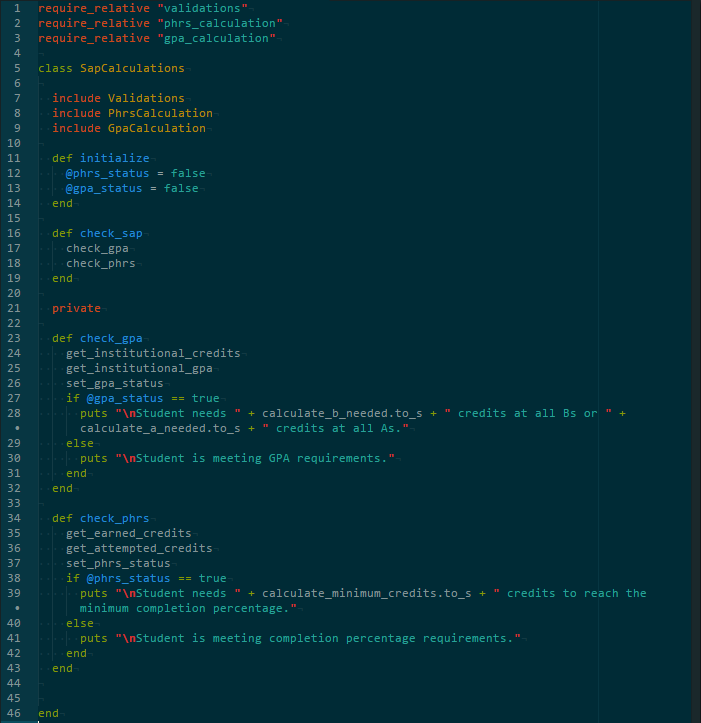 1 require_relative "validations"
2 require_relative "phrs_calculation"
3 require_relative "gpa_calculation"
4
5 class SapCalculations
6
7   include Validations
8   include PhrsCalculation
9   include GpaCalculation
10
11   def initialize
12     @phrs_status = false
13     @gpa_status = false
14   end
15
16   def check_sap
17     check_gpa
18     check_phrs
19   end
20
21   private
22
23   def check_gpa
24     get_institutional_credits
25     get_institutional_gpa
26     set_gpa_status
27     if @gpa_status == true
28       puts "\nStudent needs " + calculate_b_needed.to_s + " credits at all Bs or " +
•       calculate_a_needed.to_s + " credits at all As."
29     else
30       puts "\nStudent is meeting GPA requirements."
31     end
32   end
33
34   def check_phrs
35     get_earned_credits
36     get_attempted_credits
37     set_phrs_status
38     if @phrs_status == true
39       puts "\nStudent needs " + calculate_minimum_credits.to_s + " credits to reach the
•       minimum completion percentage."
40     else
41       puts "\nStudent is meeting completion percentage requirements."
42     end
43   end
44
45
46 end